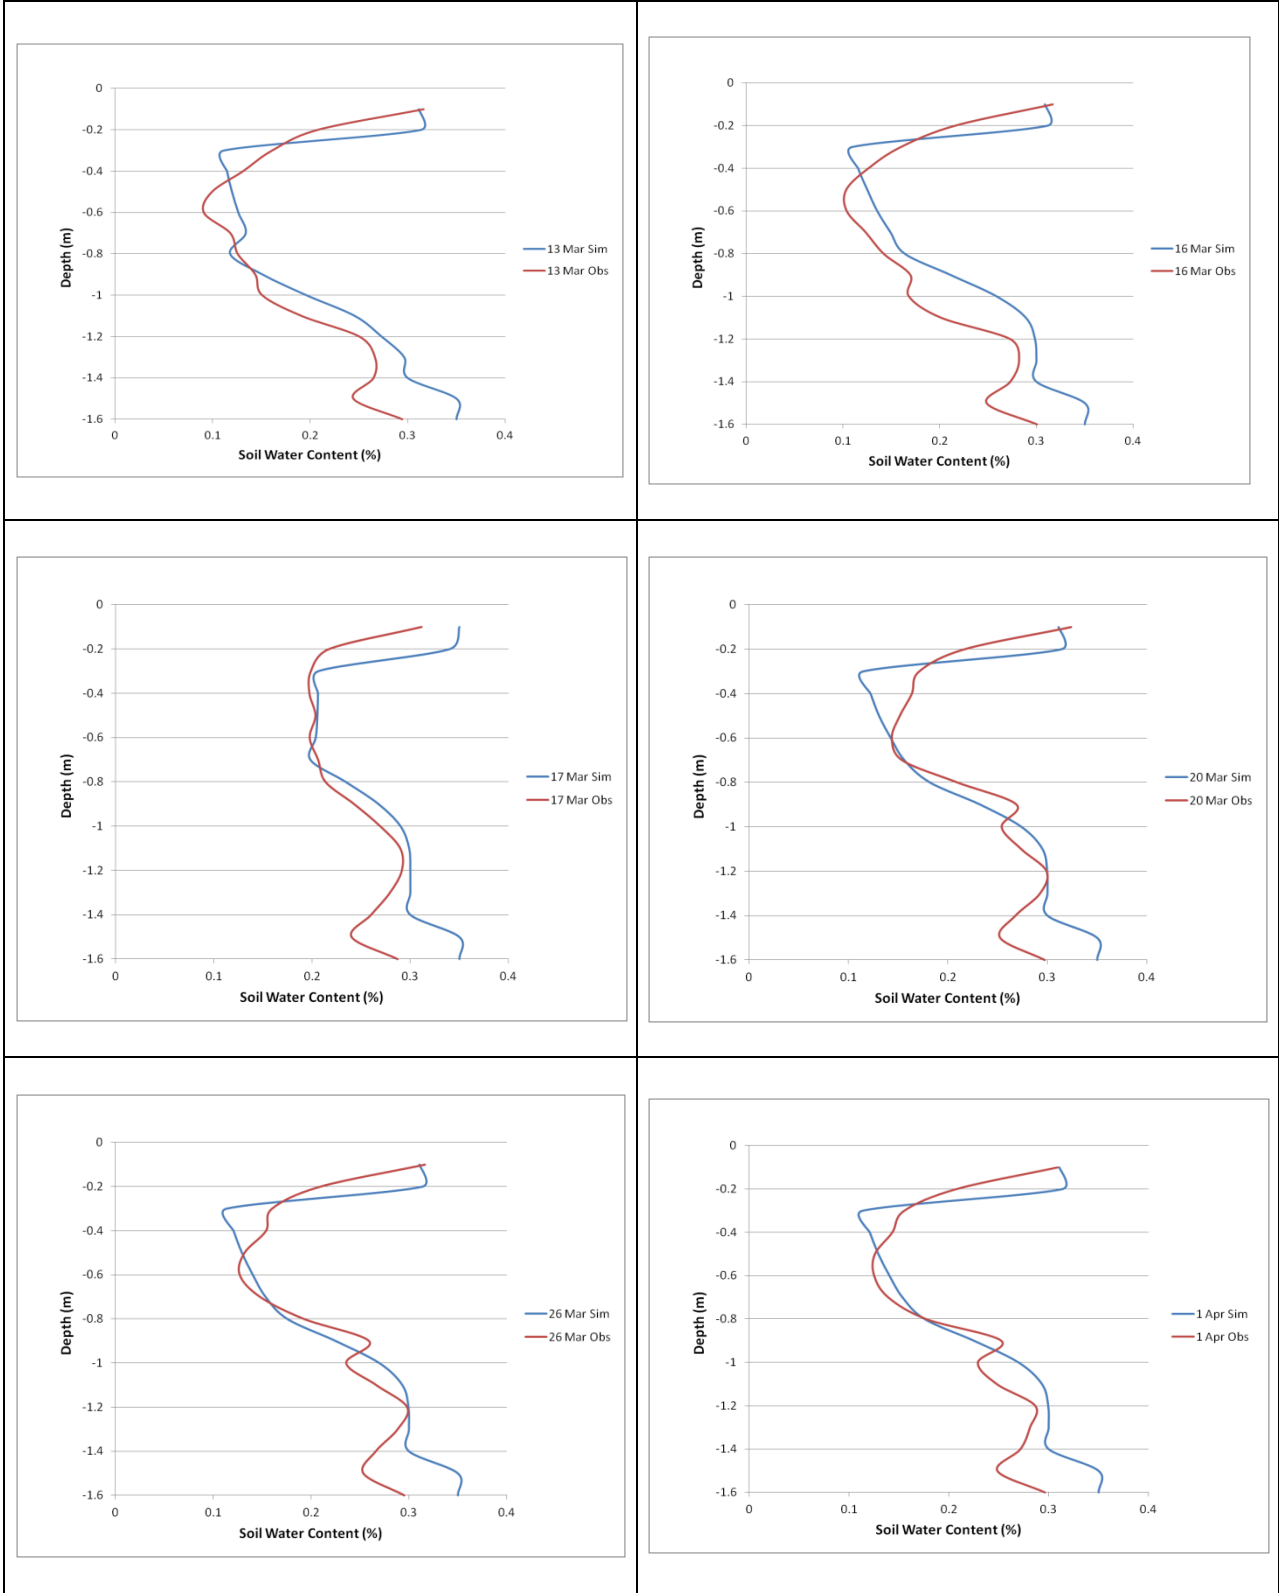 0
-0.2
-0.4
-0.6
-0.8
-1
-1.2
-1.4
-1.6
0 0.1 0.2 0.3 0.4
Depth (m)
Soil Water Content (%)
13 Mar Sim
13 Mar Obs
0
-0.2
-0.4
-0.6
-0.8
-1
-1.2
-1.4
-1.6
0 0.1 0.2 0.3 0.4
Depth (m)
Soil Water Content (%)
16 Mar Sim
16 Mar Obs
0
-0.2
-0.4
-0.6
-0.8
-1
-1.2
-1.4
-1.6
0 0.1 0.2 0.3 0.4
Depth (m)
Soil Water Content (%)
17 Mar Sim
17 Mar Obs
0
-0.2
-0.4
-0.6
-0.8
-1
-1.2
-1.4
-1.6
0 0.1 0.2 0.3 0.4
Depth (m)
Soil Water Content (%)
20 Mar Sim
20 Mar Obs
0
-0.2
-0.4
-0.6
-0.8
-1
-1.2
-1.4
-1.6
0 0.1 0.2 0.3 0.4
Depth (m)
Soil Water Content (%)
26 Mar Sim
26 Mar Obs
0
-0.2
-0.4
-0.6
-0.8
-1
-1.2
-1.4
-1.6
0 0.1 0.2 0.3 0.4
Depth (m)
Soil Water Content (%)
1 Apr Sim
1 Apr Obs